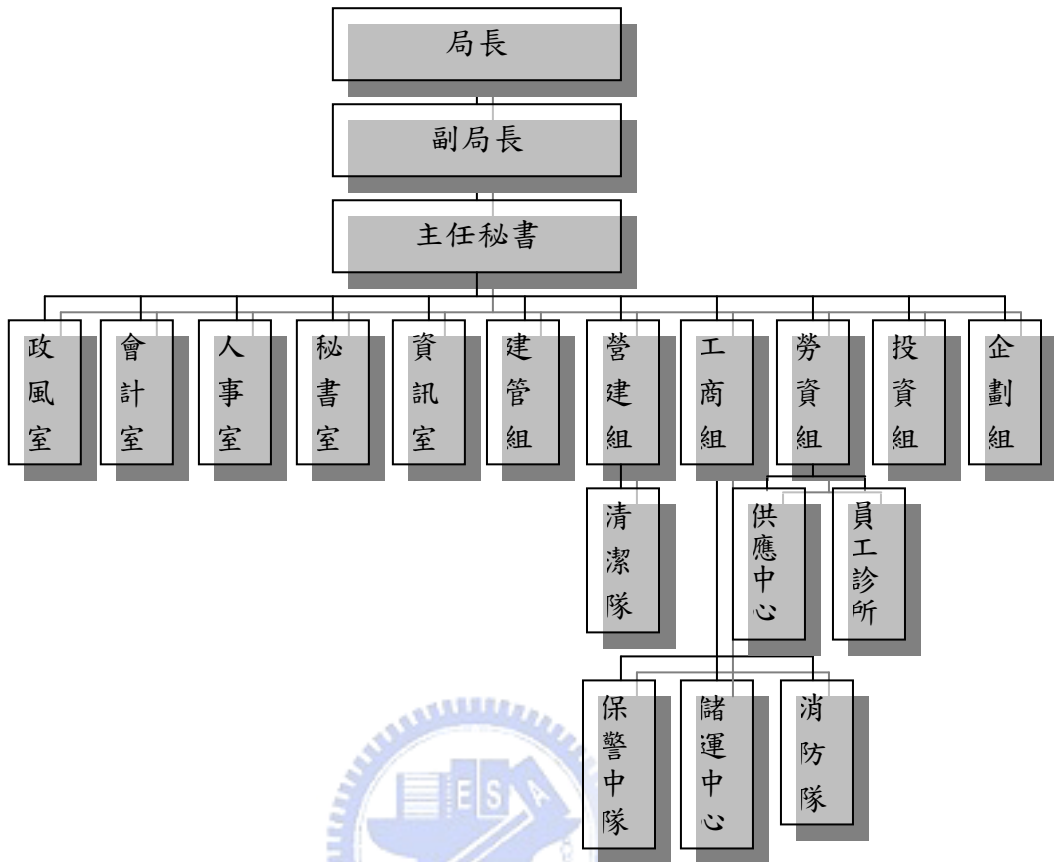 局長
副局長
主任秘書
政風室
會計室
人事室
秘書室
資訊室
建管組
營建組
工商組
勞資組
投資組
企劃組
清潔隊
供應中心
員工診所
保警中隊
儲運中心
消防隊
ESA